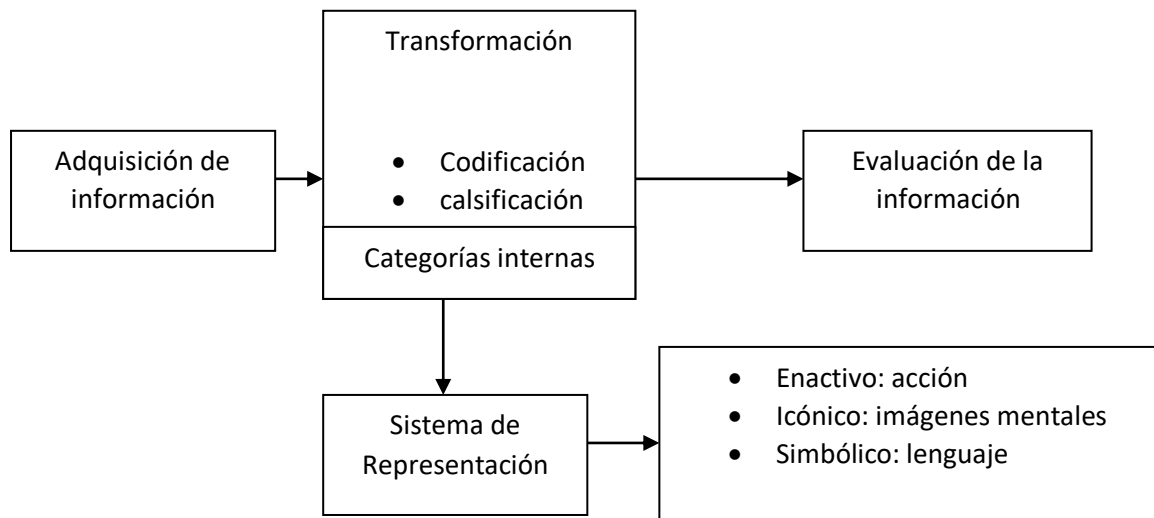 Transformación
Adquisición de
información
• Codificación
• calsificación
Evaluación de la
información
Categorías internas
Sistema de
Representación
• Enactivo: acción
• Icónico: imágenes mentales
• Simbólico: lenguaje